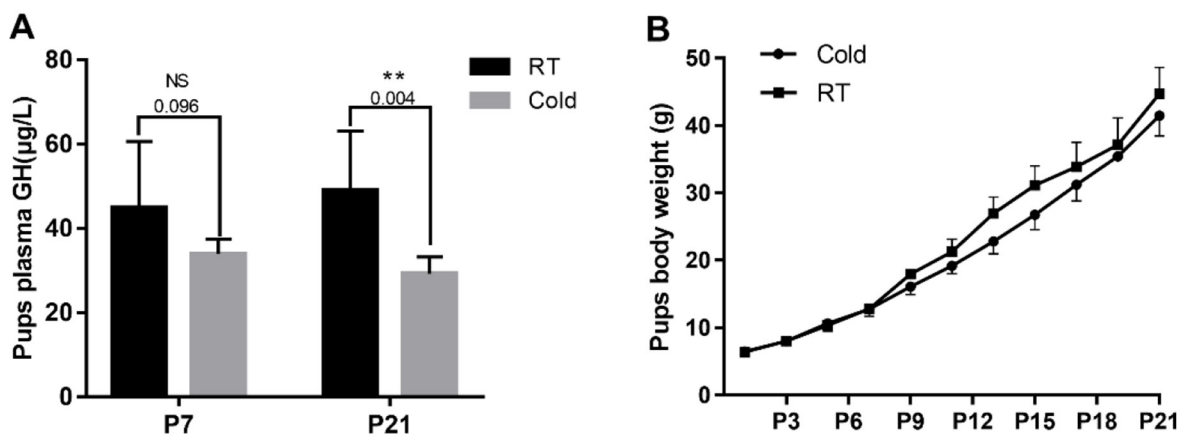 A
Pups plasma GH(μg/L)
80
60
40
20
0
NS
0.096
**
0.004
RT
Cold
P7
P21
B
Pups body weight (g)
50
40
30
20
10
0
Cold
RT
P3
P6
P9
P12
P15
P18
P21